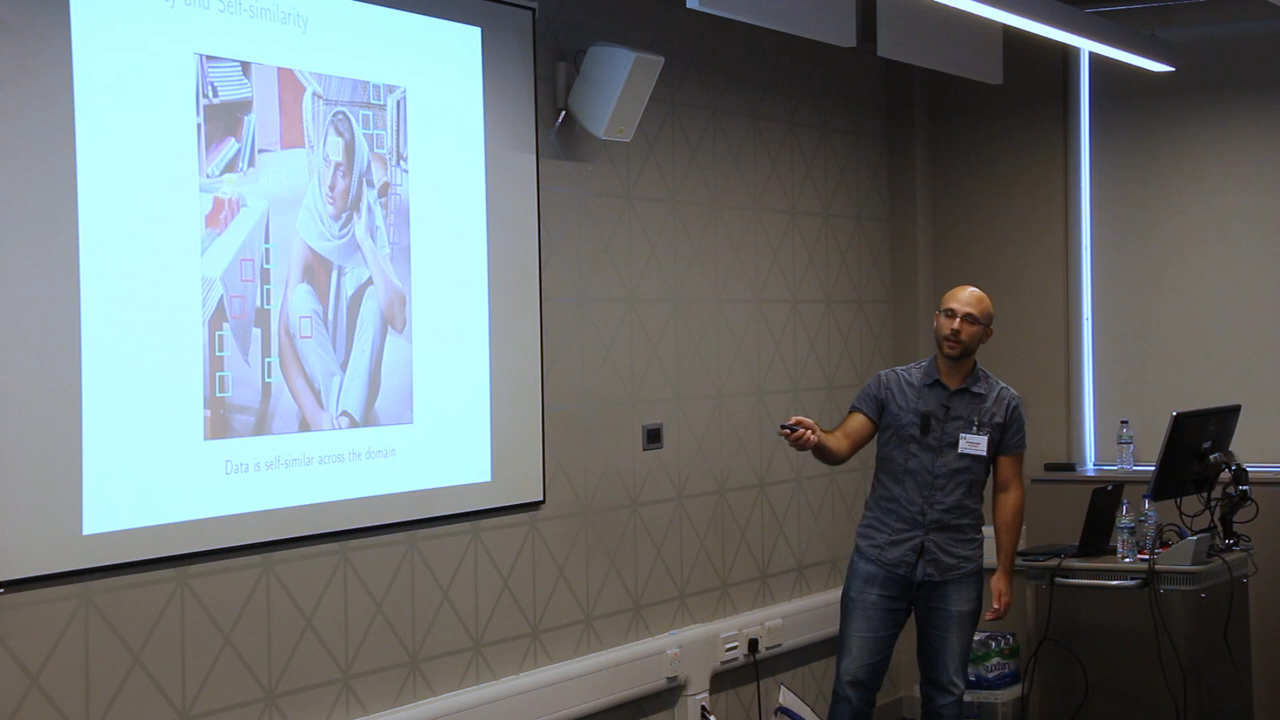 y and Self-similarity
Data is self-similar across the domain